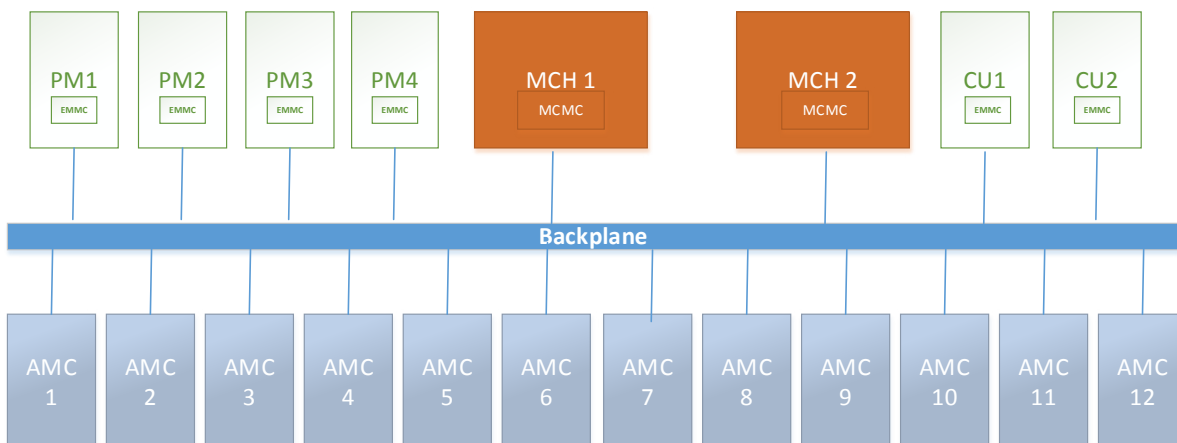 PM1
EMMC
PM2
EMMC
PM3
EMMC
PM4
EMMC
MCH 1
MCMC
MCH 2
MCMC
CU1
EMMC
CU2
EMMC
Backplane
AMC
1
AMC
2
AMC
3
AMC
4
AMC
5
AMC
6
AMC
7
AMC
8
AMC
9
AMC
10
AMC
11
AMC
12